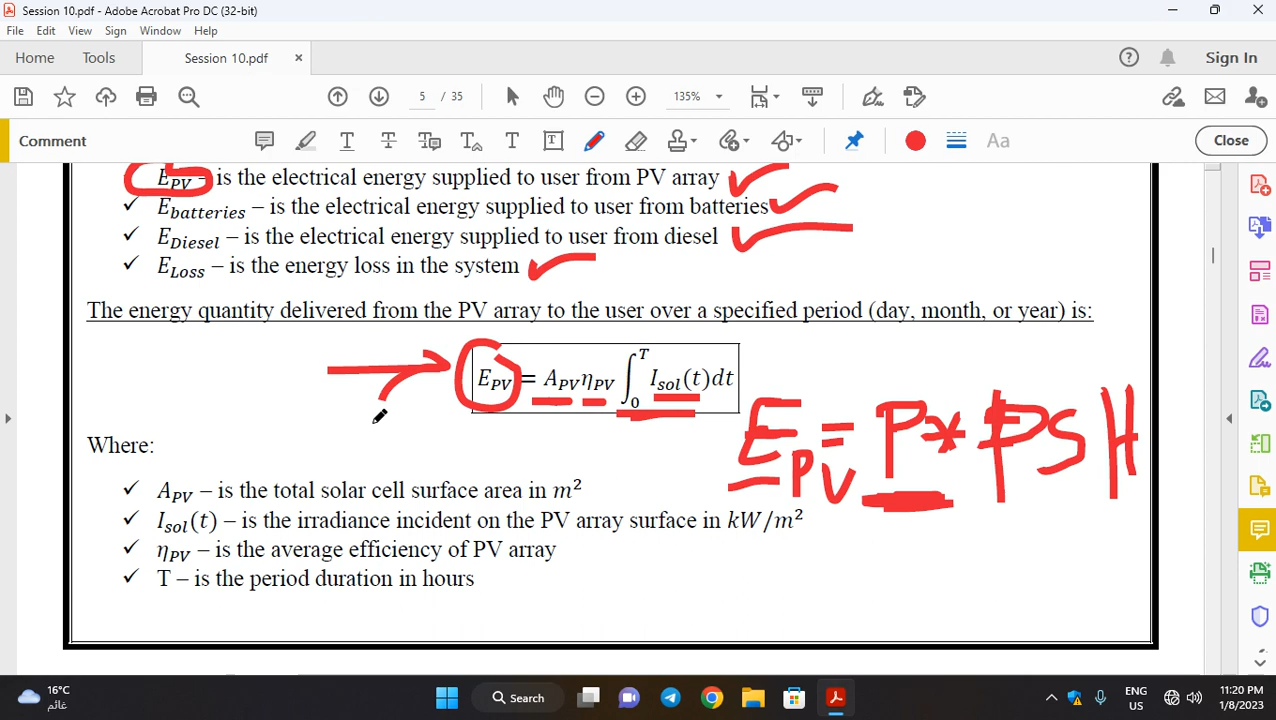 Session 10.pdf - Adobe Acrobat Pro DC (32-bit)
File Edit View Sign Window Help
Home Tools Session 10.pdf × Sign In
5 / 35 135%
Comment Aa Close
E_PV – is the electrical energy supplied to user from PV array
✓ E_batteries – is the electrical energy supplied to user from batteries
✓ E_Diesel – is the electrical energy supplied to user from diesel
✓ E_Loss – is the energy loss in the system
The energy quantity delivered from the PV array to the user over a specified period (day, month, or year) is:
E_PV = A_PV η_PV ∫_0^T I_sol(t)dt
E_PV = P * PSH
Where:
✓ A_PV – is the total solar cell surface area in m²
✓ I_sol(t) – is the irradiance incident on the PV array surface in kW/m²
✓ η_PV – is the average efficiency of PV array
✓ T – is the period duration in hours
16°C
غائم
Search
ENG
US
11:20 PM
1/8/2023